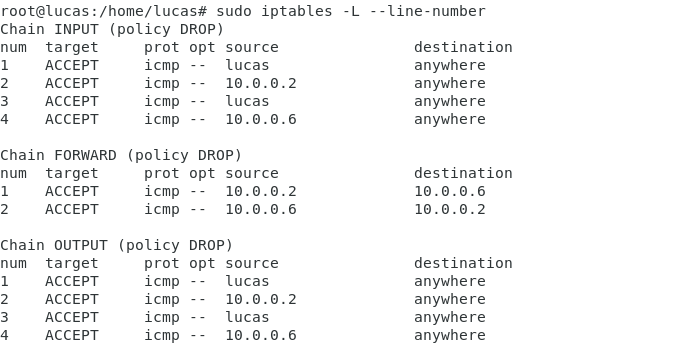 root@lucas:/home/lucas# sudo iptables -L --line-number
Chain INPUT (policy DROP)
num  target     prot opt source               destination
1    ACCEPT     icmp --  lucas                anywhere
2    ACCEPT     icmp --  10.0.0.2             anywhere
3    ACCEPT     icmp --  lucas                anywhere
4    ACCEPT     icmp --  10.0.0.6             anywhere

Chain FORWARD (policy DROP)
num  target     prot opt source               destination
1    ACCEPT     icmp --  10.0.0.2             10.0.0.6
2    ACCEPT     icmp --  10.0.0.6             10.0.0.2

Chain OUTPUT (policy DROP)
num  target     prot opt source               destination
1    ACCEPT     icmp --  lucas                anywhere
2    ACCEPT     icmp --  10.0.0.2             anywhere
3    ACCEPT     icmp --  lucas                anywhere
4    ACCEPT     icmp --  10.0.0.6             anywhere